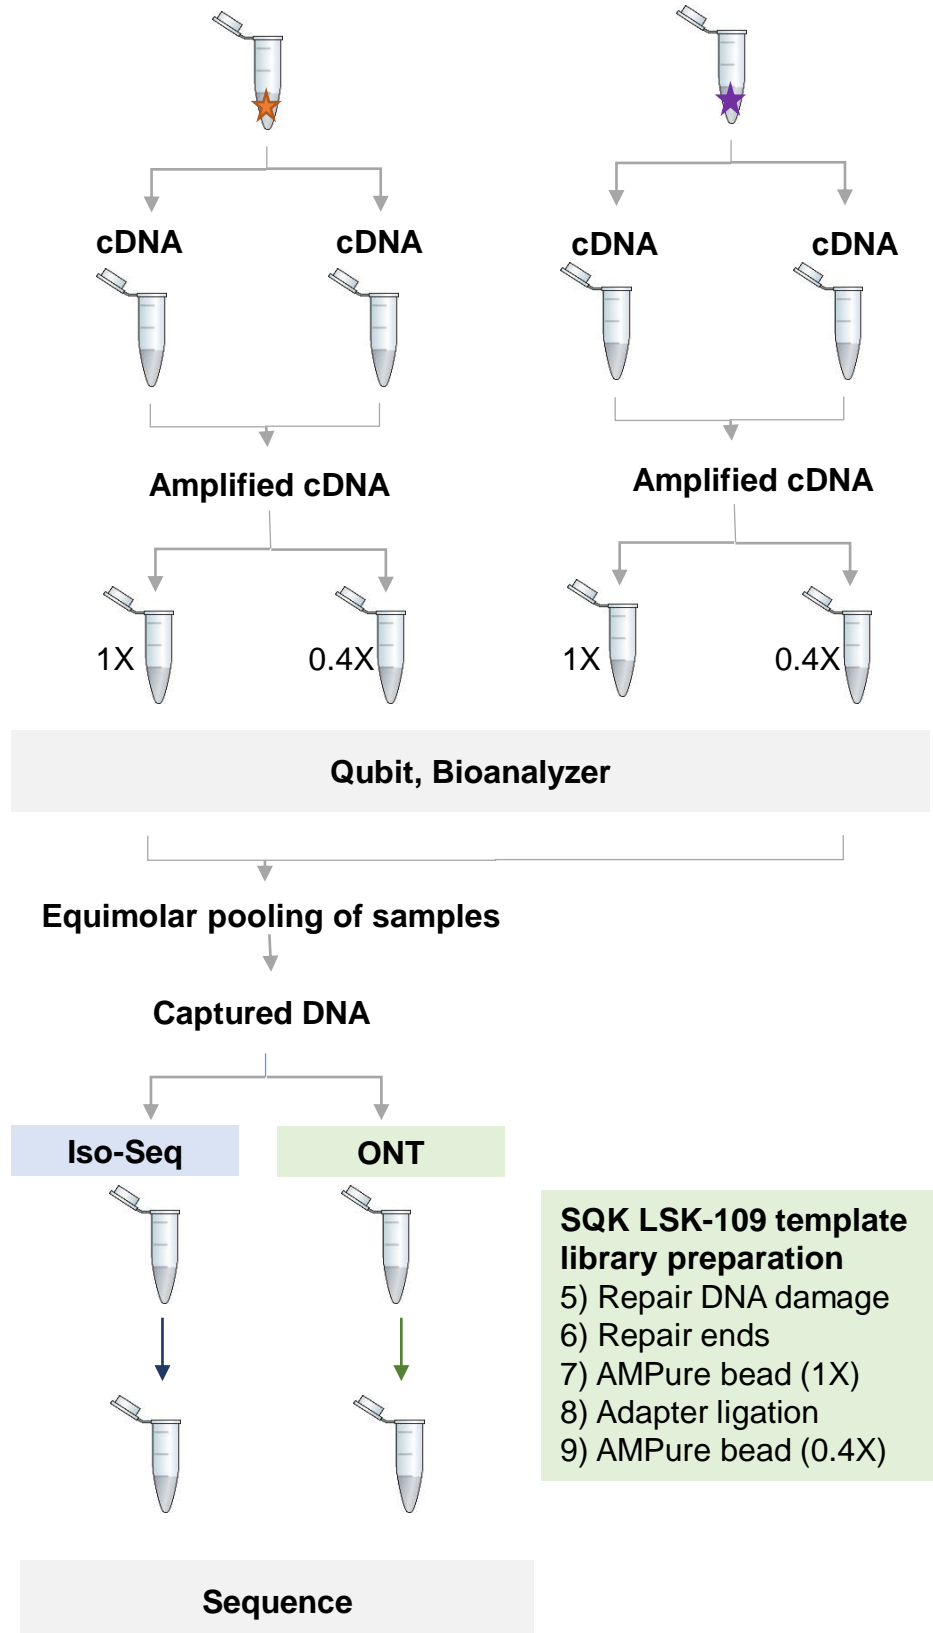 cDNA cDNA cDNA cDNA
Amplified cDNA Amplified cDNA
1X 0.4X 1X 0.4X
Qubit, Bioanalyzer
Equimolar pooling of samples
Captured DNA
Iso-Seq ONT
SQK LSK-109 template
library preparation
5) Repair DNA damage
6) Repair ends
7) AMPure bead (1X)
8) Adapter ligation
9) AMPure bead (0.4X)
Sequence